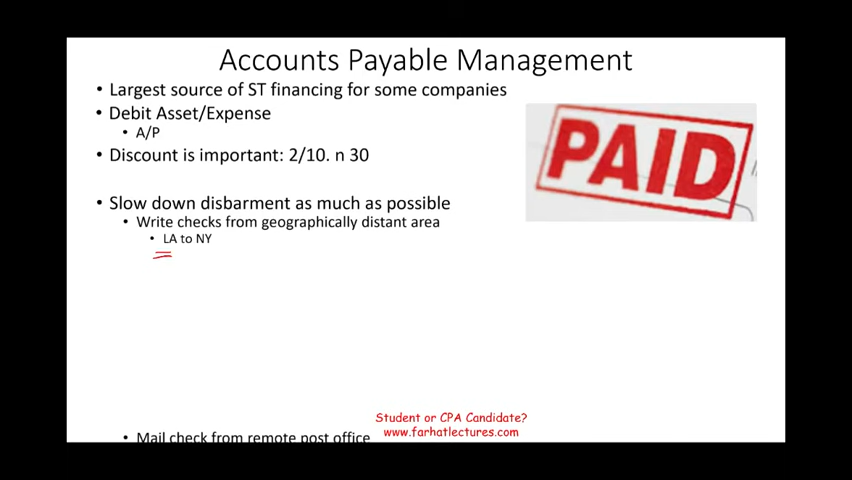 Accounts Payable Management
• Largest source of ST financing for some companies
• Debit Asset/Expense
• A/P
• Discount is important: 2/10. n 30
PAID
• Slow down disbarment as much as possible
• Write checks from geographically distant area
• LA to NY
Student or CPA Candidate?
www.farhatlectures.com
• Mail check from remote post office